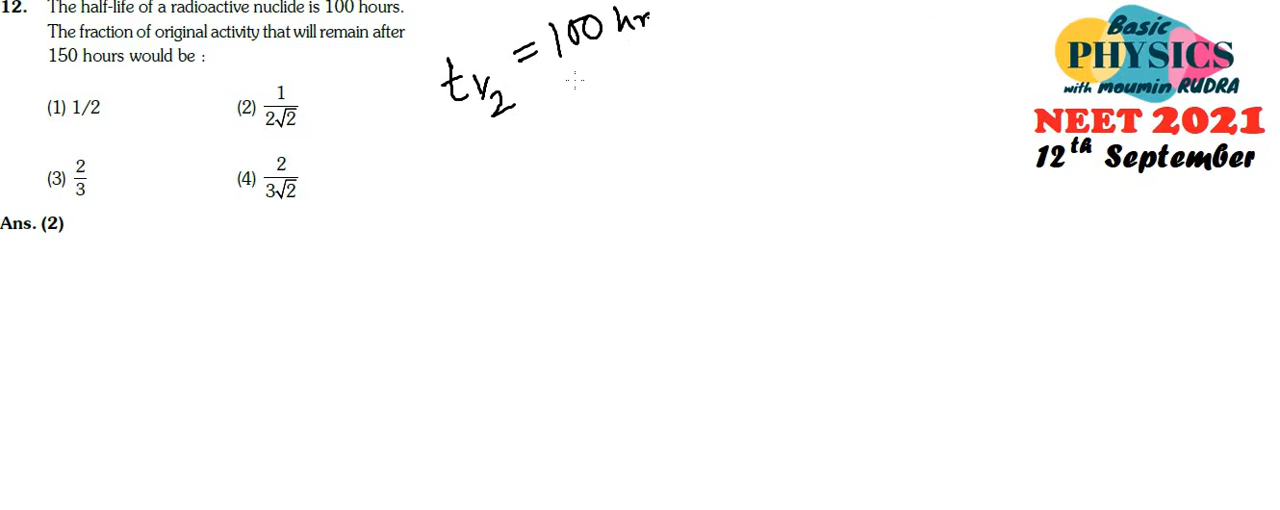 12. The half-life of a radioactive nuclide is 100 hours.
The fraction of original activity that will remain after
150 hours would be :
(1) 1/2 (2) 1/(2√2)
(3) 2/3 (4) 2/(3√2)
Ans. (2)
t1/2 = 100 hr
Basic
PHYSICS
with moumin RUDRA
NEET 2021
12th September